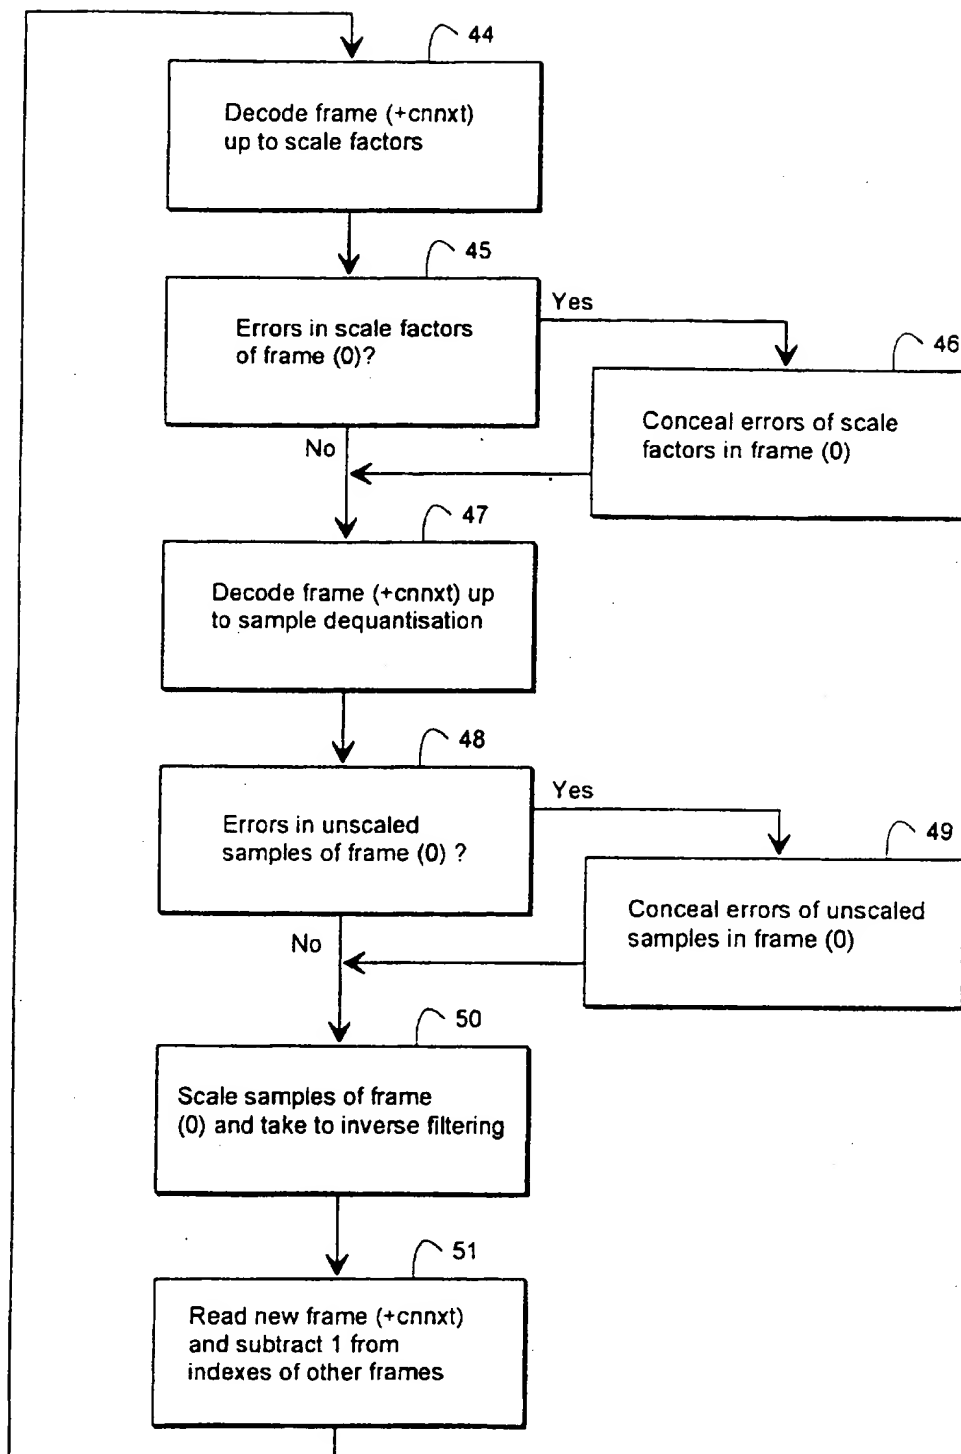 44
Decode frame (+cnnxt)
up to scale factors
45
Errors in scale factors
of frame (0)?
Yes
46
Conceal errors of scale
factors in frame (0)
No
47
Decode frame (+cnnxt) up
to sample dequantisation
48
Errors in unscaled
samples of frame (0) ?
Yes
49
Conceal errors of unscaled
samples in frame (0)
No
50
Scale samples of frame
(0) and take to inverse filtering
51
Read new frame (+cnnxt)
and subtract 1 from
indexes of other frames